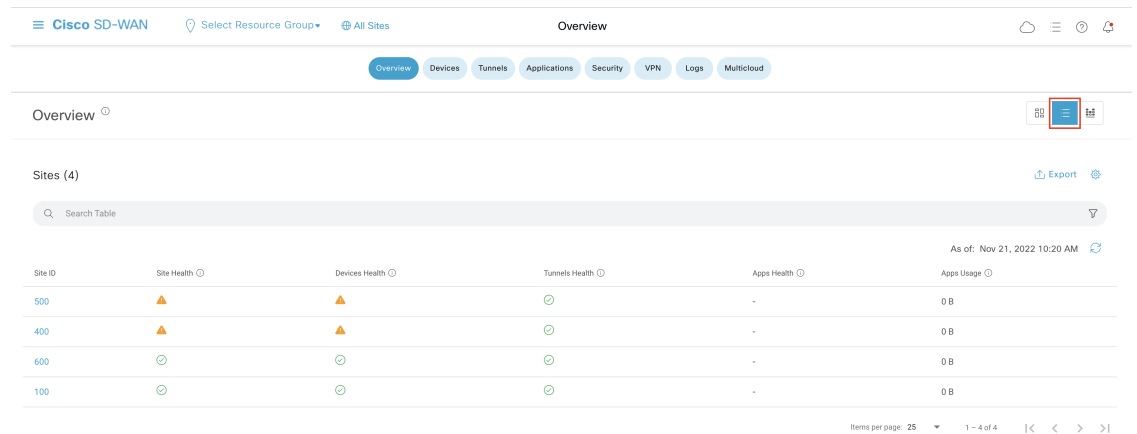 Cisco SD-WAN Select Resource Group All Sites Overview
Overview Devices Tunnels Applications Security VPN Logs Multicloud
Overview
Sites (4) Export
Search Table
As of: Nov 21, 2022 10:20 AM
Site ID Site Health Devices Health Tunnels Health Apps Health Apps Usage
500 - 0 B
400 - 0 B
600 - 0 B
100 - 0 B
Items per page: 25 1 – 4 of 4